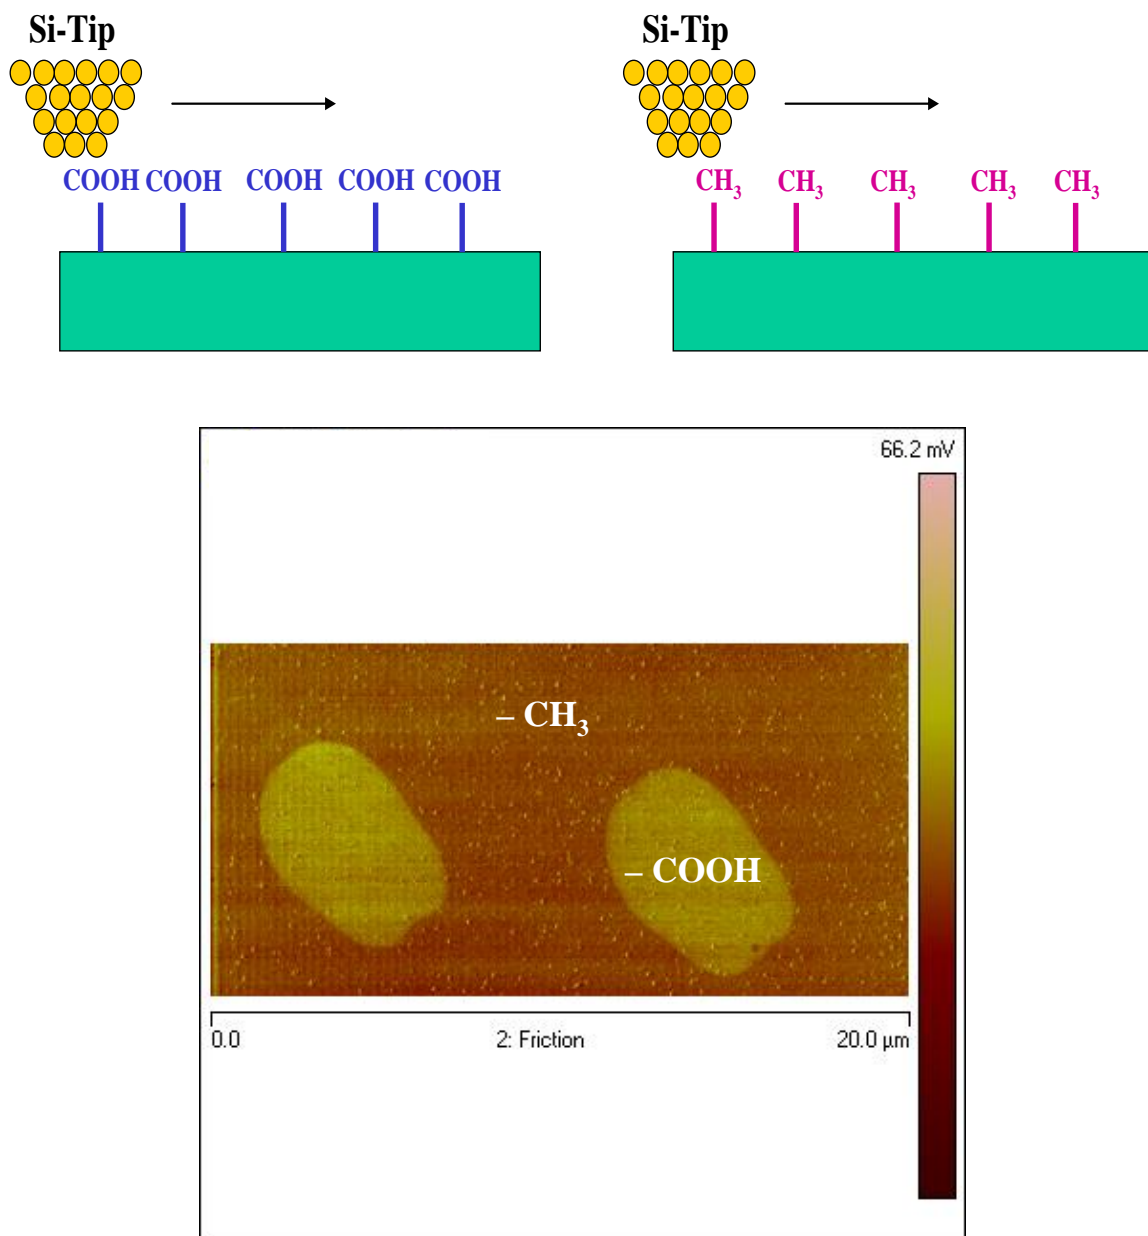 Si-Tip Si-Tip
COOH COOH COOH COOH COOH CH₃ CH₃ CH₃ CH₃ CH₃
66.2 mV
– CH₃
– COOH
0.0 2: Friction 20.0 µm